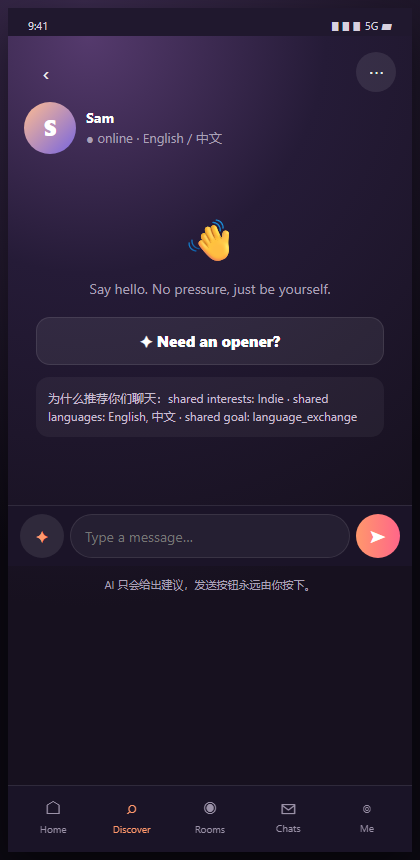 9:41
5G
Sam
online · English / 中文
Say hello. No pressure, just be yourself.
✦ Need an opener?
为什么推荐你们聊天：shared interests: Indie · shared
languages: English, 中文 · shared goal: language_exchange
Type a message...
AI 只会给出建议，发送按钮永远由你按下。
Home
Discover
Rooms
Chats
Me